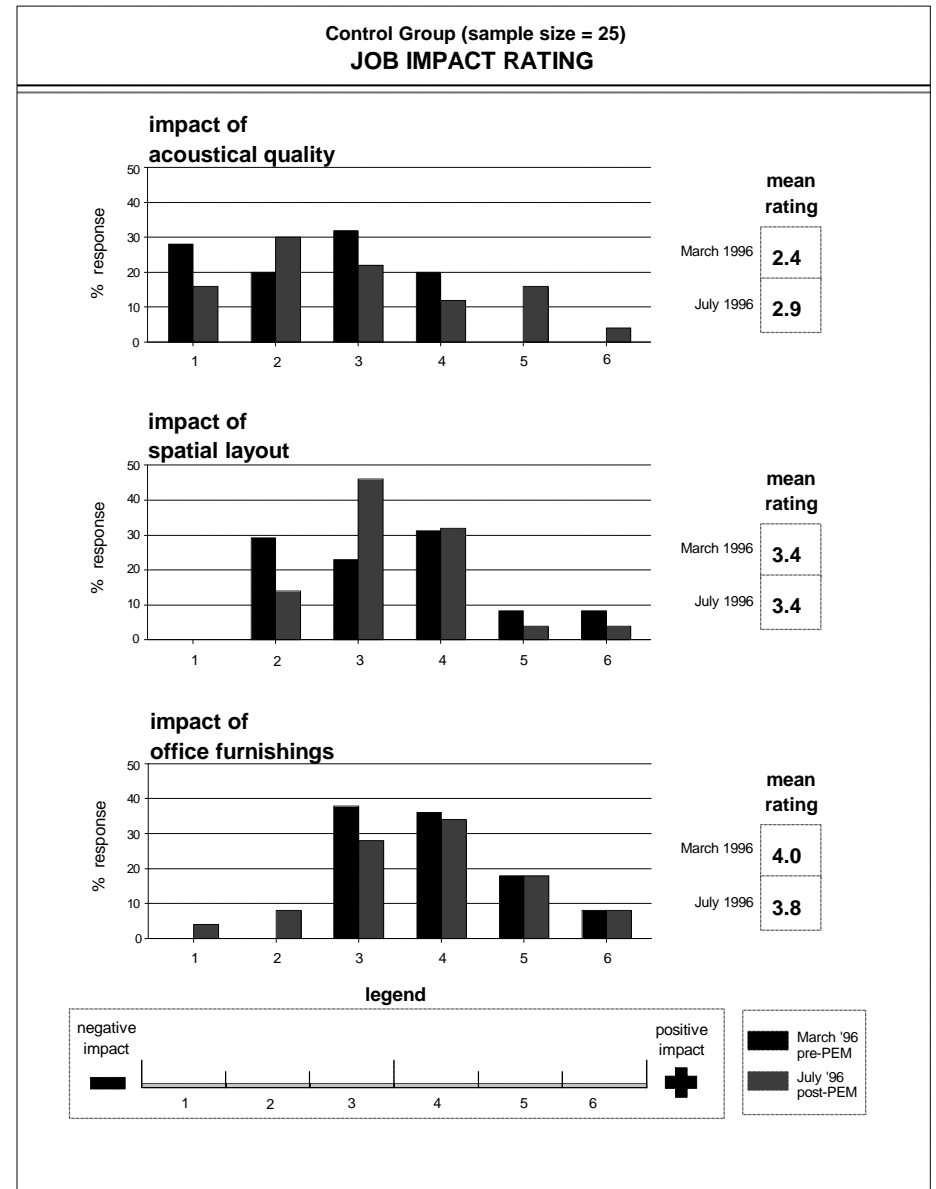 Control Group (sample size = 25)
JOB IMPACT RATING
impact of
acoustical quality
50
40
30
20
10
0
% response
1 2 3 4 5 6
mean
rating
March 1996 2.4
July 1996 2.9
impact of
spatial layout
50
40
30
20
10
0
% response
1 2 3 4 5 6
mean
rating
March 1996 3.4
July 1996 3.4
impact of
office furnishings
50
40
30
20
10
0
% response
1 2 3 4 5 6
mean
rating
March 1996 4.0
July 1996 3.8
legend
negative
impact
1 2 3 4 5 6
positive
impact
March '96
pre-PEM
July '96
post-PEM